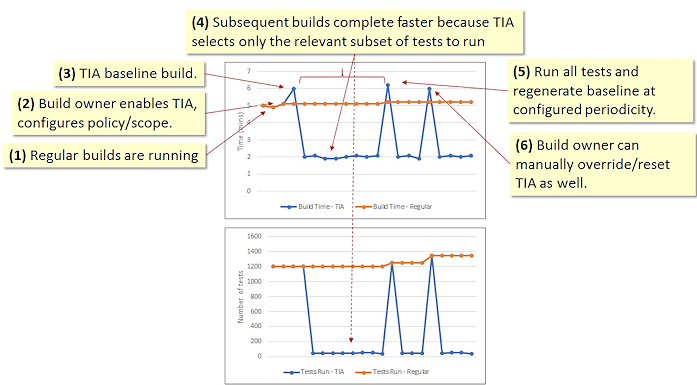 (4) Subsequent builds complete faster because TIA
selects only the relevant subset of tests to run
(3) TIA baseline build.
(2) Build owner enables TIA,
configures policy/scope.
(1) Regular builds are running
(5) Run all tests and
regenerate baseline at
configured periodicity.
(6) Build owner can
manually override/reset
TIA as well.
Time (mins)
7
6
5
4
3
2
1
0
Build Time - TIA
Build Time - Regular
Number of tests
1600
1400
1200
1000
800
600
400
200
0
Tests Run - TIA
Tests Run - Regular